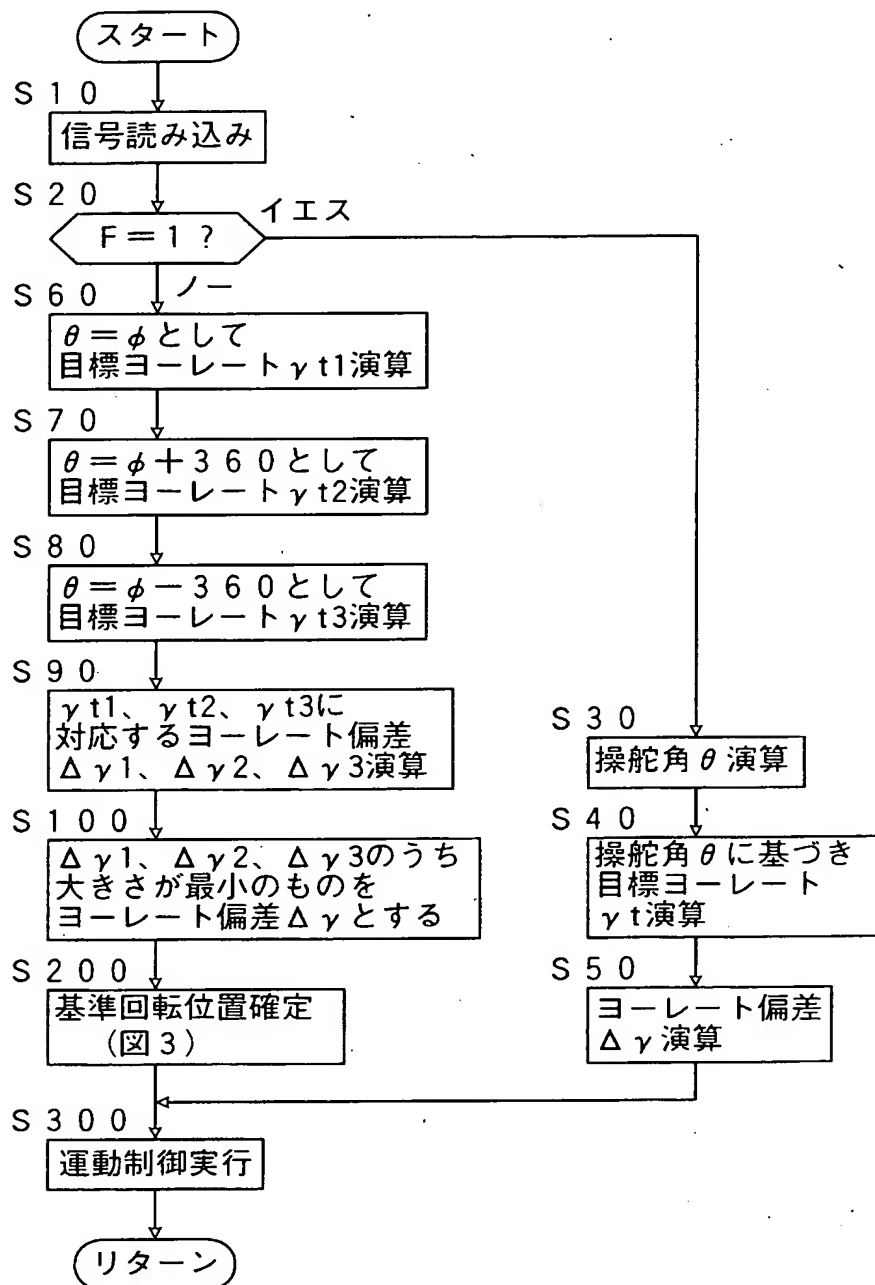 スタート
S10
信号読み込み
S20
F=1?
イエス
ノー
S60
θ=φとして
目標ヨーレートγt1演算
S70
θ=φ+360として
目標ヨーレートγt2演算
S80
θ=φ-360として
目標ヨーレートγt3演算
S90
γt1、γt2、γt3に
対応するヨーレート偏差
Δγ1、Δγ2、Δγ3演算
S100
Δγ1、Δγ2、Δγ3のうち
大きさが最小のものを
ヨーレート偏差Δγとする
S200
基準回転位置確定
(図3)
S30
操舵角θ演算
S40
操舵角θに基づき
目標ヨーレート
γt演算
S50
ヨーレート偏差
Δγ演算
S300
運動制御実行
リターン